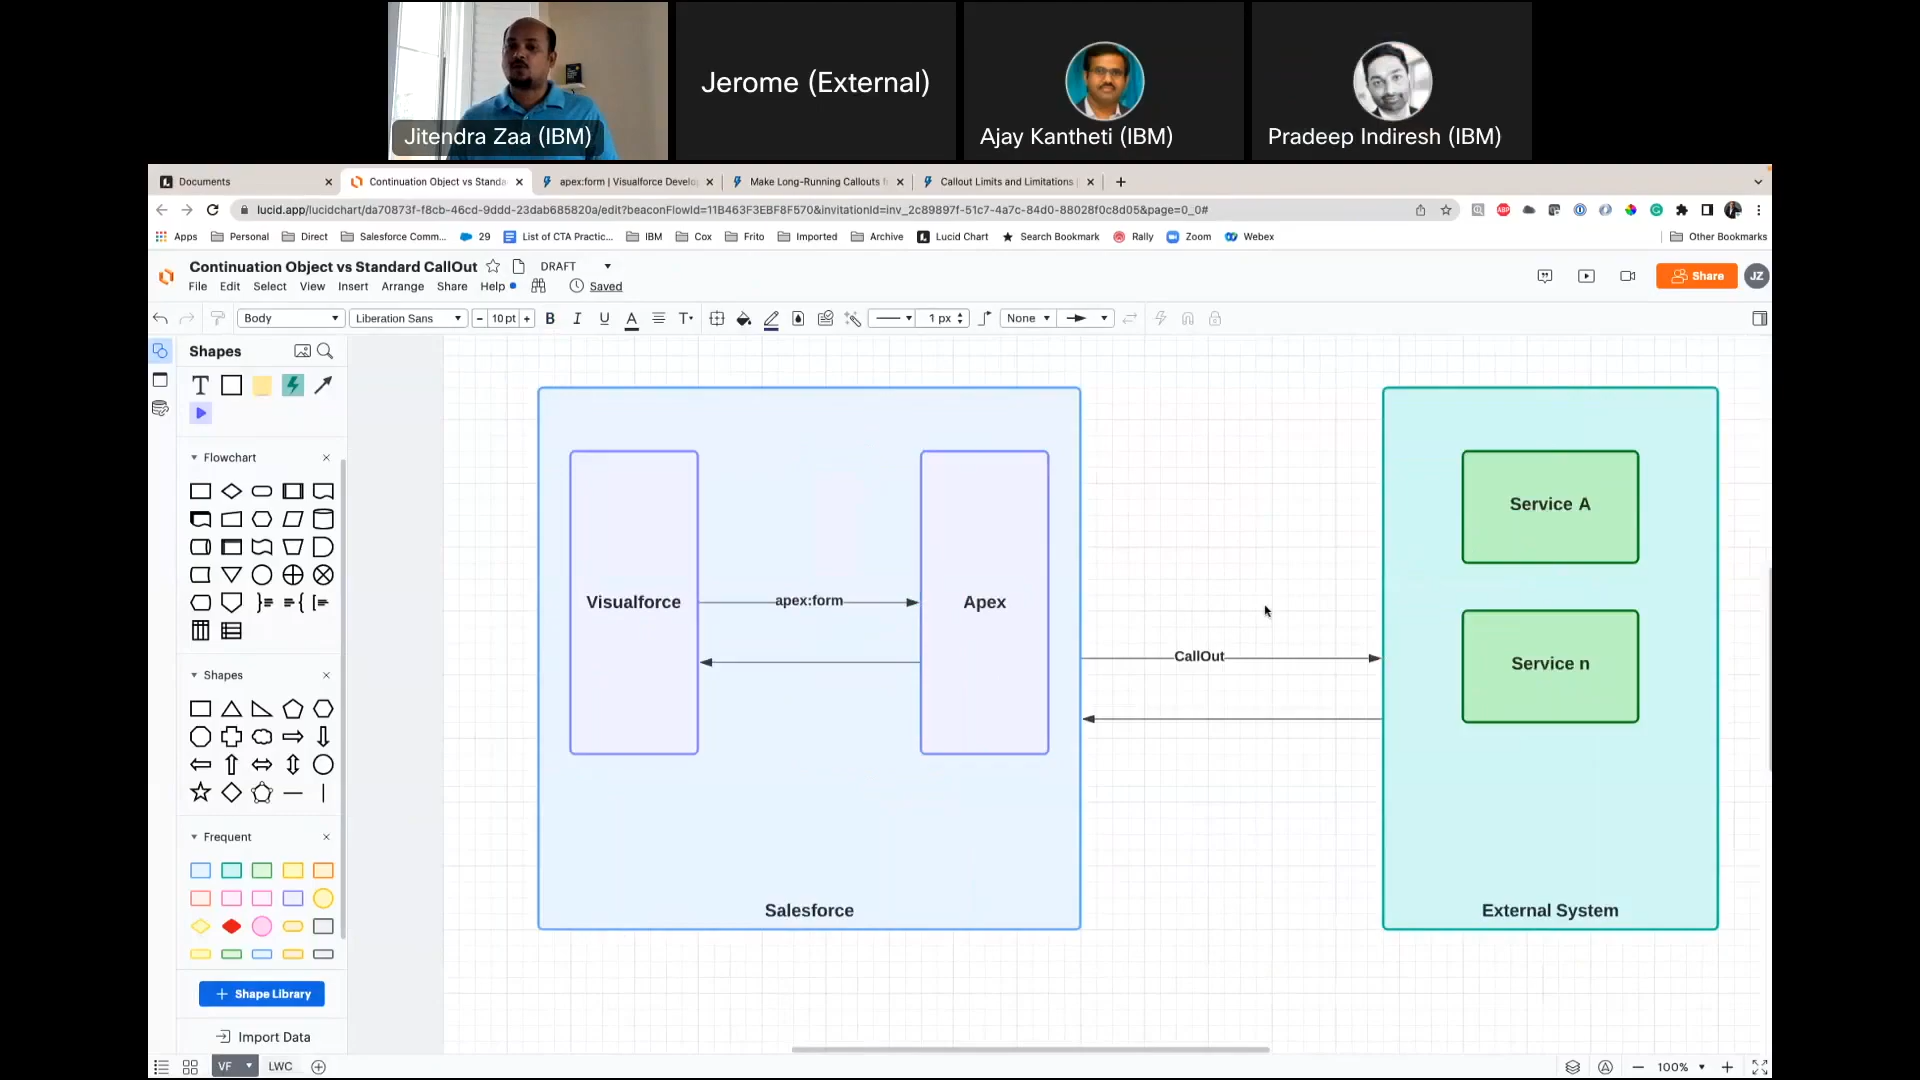 Jitendra Zaa (IBM)
Jerome (External)
Ajay Kantheti (IBM)
Pradeep Indiresh (IBM)
Documents
Continuation Object vs Standa
apex:form | Visualforce Develo
Make Long-Running Callouts f
Callout Limits and Limitations
lucid.app/lucidchart/da70873f-f8cb-46cd-9ddd-23dab685820a/edit?beaconFlowId=11B463F3EBF8F570&invitationId=inv_2c89897f-51c7-4a7c-84d0-88028f0c8d05&page=0_0#
ABP
Apps
Personal
Direct
Salesforce Comm...
29
List of CTA Practic...
IBM
Cox
Frito
Imported
Archive
Lucid Chart
Search Bookmark
Rally
Zoom
Webex
Other Bookmarks
Continuation Object vs Standard CallOut
DRAFT
File Edit Select View Insert Arrange Share Help
Saved
Share
JZ
Body
Liberation Sans
- 10 pt +
B I U A T
1 px
None
Shapes
T
Flowchart
Shapes
Frequent
+ Shape Library
Import Data
Visualforce
apex:form
Apex
CallOut
Service A
Service n
Salesforce
External System
VF
LWC
100%